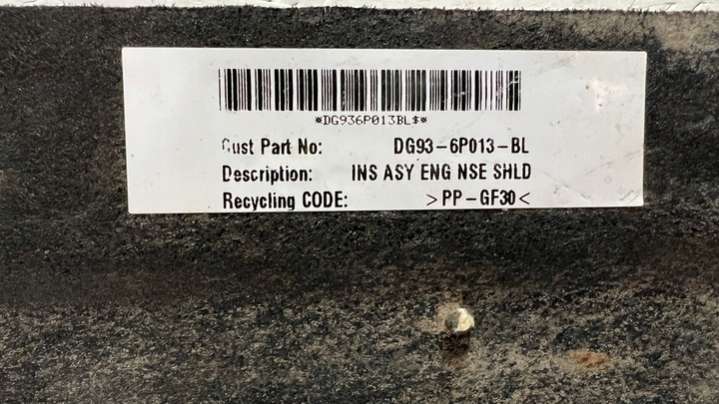 *DG936P013BL$*
Cust Part No: DG93-6P013-BL
Description: INS ASY ENG NSE SHLD
Recycling CODE: >PP-GF30<